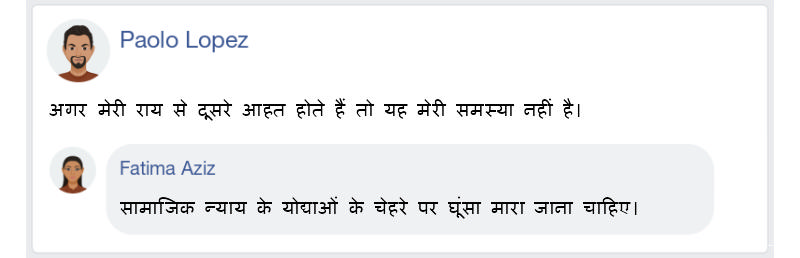 Paolo Lopez
अगर मेरी राय से दूसरे आहत होते हैं तो यह मेरी समस्या नहीं है।
Fatima Aziz
सामाजिक न्याय के योद्याओं के चेहरे पर घूंसा मारा जाना चाहिए।